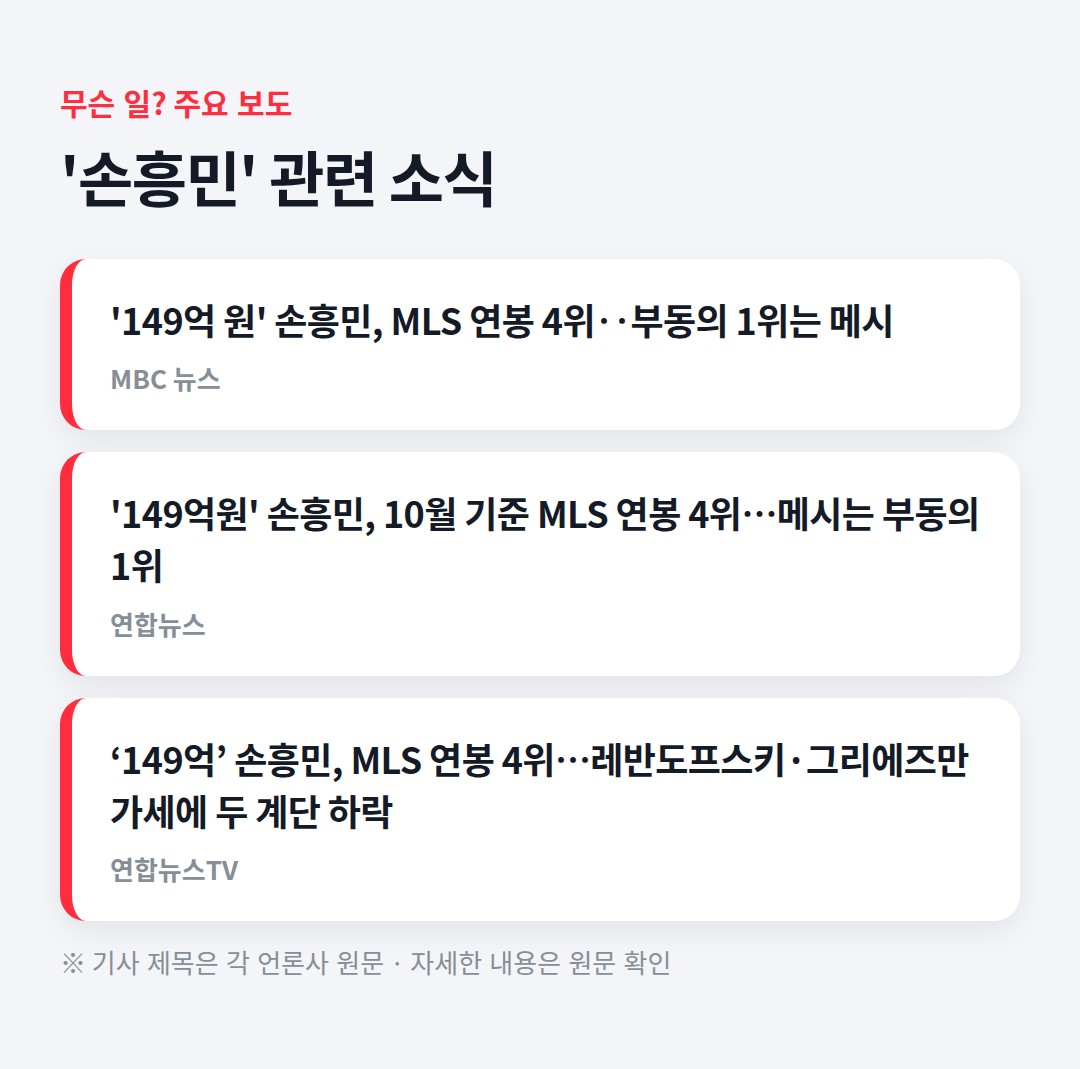 무슨 일? 주요 보도
'손흥민' 관련 소식
'149억 원' 손흥민, MLS 연봉 4위‥부동의 1위는 메시
MBC 뉴스
'149억원' 손흥민, 10월 기준 MLS 연봉 4위…메시는 부동의
1위
연합뉴스
‘149억’ 손흥민, MLS 연봉 4위…레반도프스키·그리에즈만
가세에 두 계단 하락
연합뉴스TV
※ 기사 제목은 각 언론사 원문 · 자세한 내용은 원문 확인